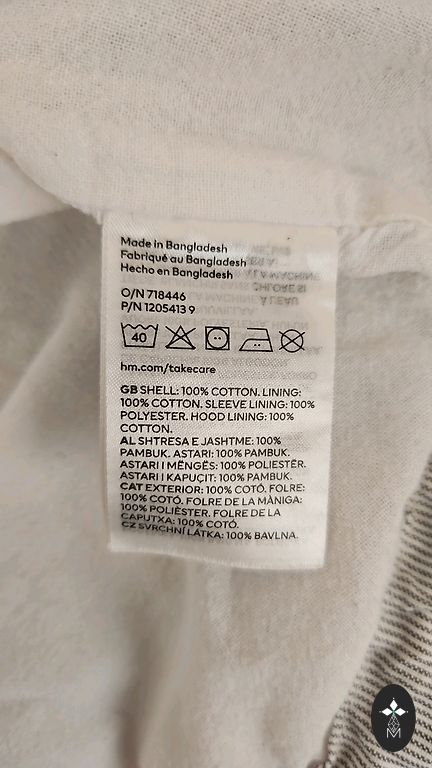 Made in Bangladesh
Fabriqué au Bangladesh
Hecho en Bangladesh
O/N 718446
P/N 1205413 9
40
hm.com/takecare
GB SHELL: 100% COTTON. LINING:
100% COTTON. SLEEVE LINING: 100%
POLYESTER. HOOD LINING: 100%
COTTON.
AL SHTRESA E JASHTME: 100%
PAMBUK. ASTARI: 100% PAMBUK.
ASTARI I MËNGËS: 100% POLIESTËR.
ASTARI I KAPUÇIT: 100% PAMBUK.
CAT EXTERIOR: 100% COTÓ. FOLRE:
100% COTÓ. FOLRE DE LA MÀNIGA:
100% POLIÈSTER. FOLRE DE LA
CAPUTXA: 100% COTÓ.
CZ SVRCHNÍ LÁTKA: 100% BAVLNA.